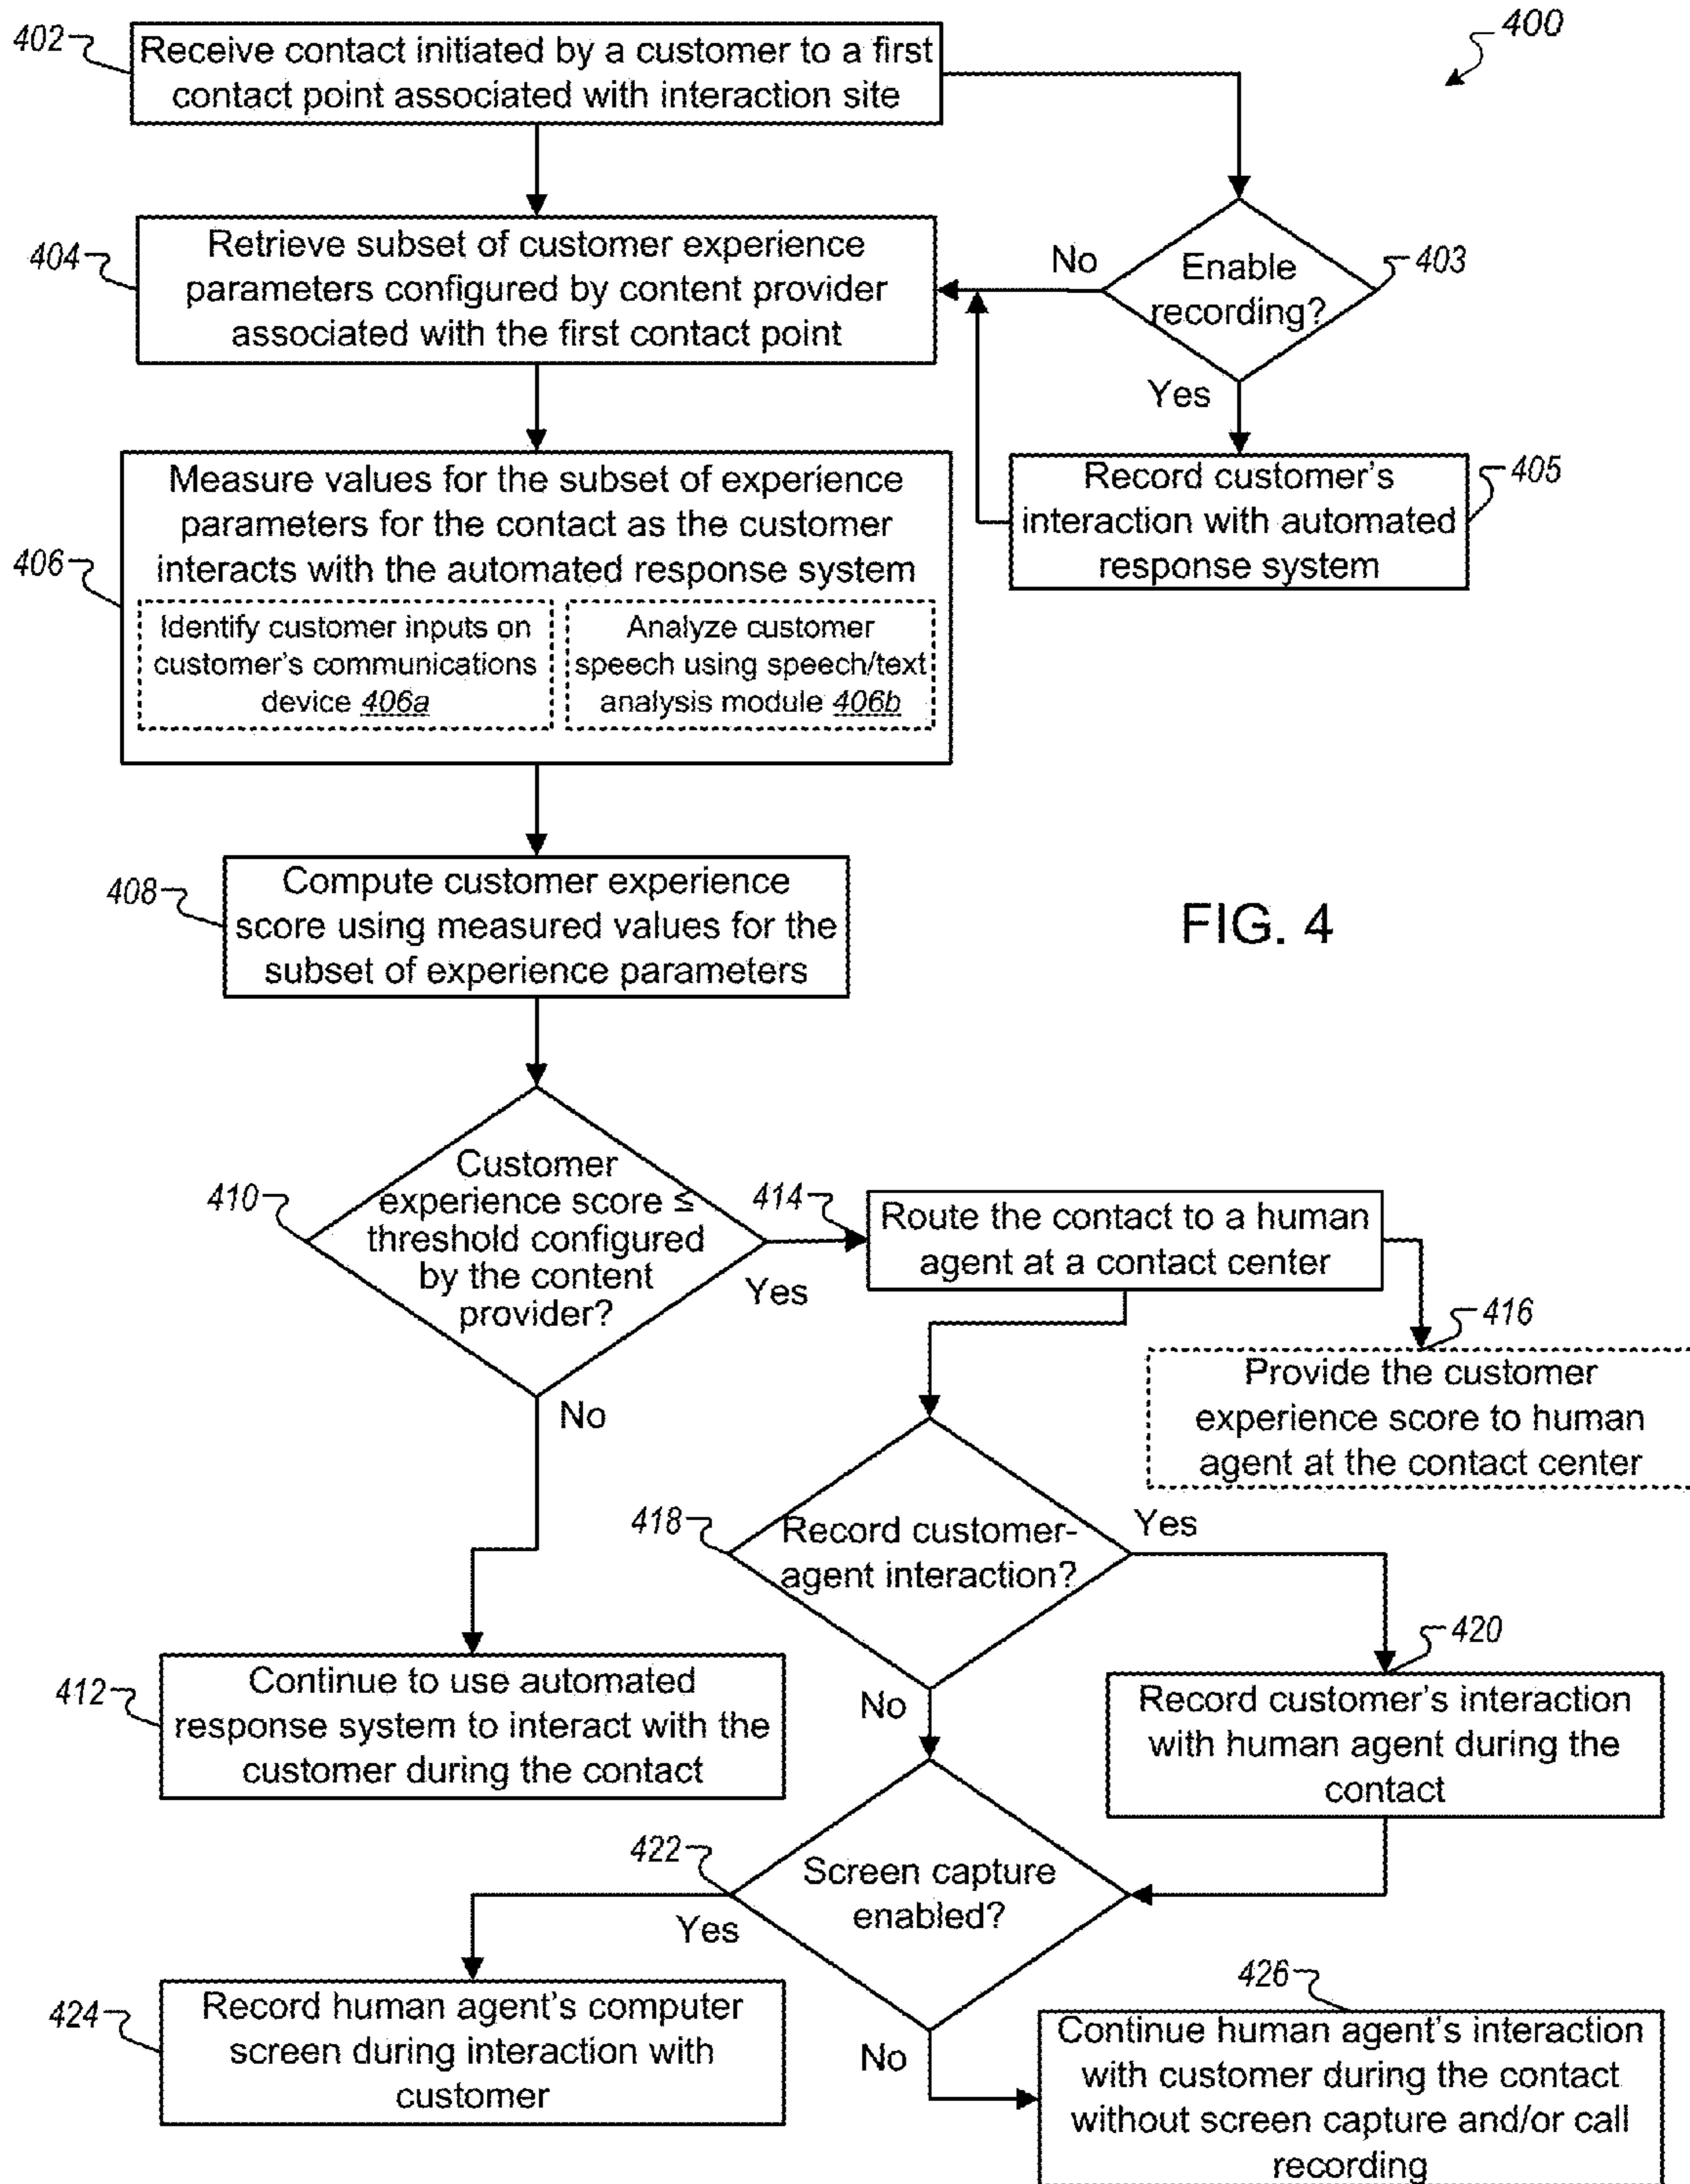 400
402
Receive contact initiated by a customer to a first
contact point associated with interaction site
404
Retrieve subset of customer experience
parameters configured by content provider
associated with the first contact point
No
Enable
recording?
403
Yes
Record customer's
interaction with automated
response system
405
406
Measure values for the subset of experience
parameters for the contact as the customer
interacts with the automated response system
Identify customer inputs on
customer's communications
device 406a
Analyze customer
speech using speech/text
analysis module 406b
408
Compute customer experience
score using measured values for the
subset of experience parameters
FIG. 4
410
Customer
experience score ≤
threshold configured
by the content
provider?
Yes
No
414
Route the contact to a human
agent at a contact center
416
Provide the customer
experience score to human
agent at the contact center
418
Record customer-
agent interaction?
Yes
No
412
Continue to use automated
response system to interact with the
customer during the contact
420
Record customer's interaction
with human agent during the
contact
422
Screen capture
enabled?
Yes
No
424
Record human agent's computer
screen during interaction with
customer
426
Continue human agent's interaction
with customer during the contact
without screen capture and/or call
recording